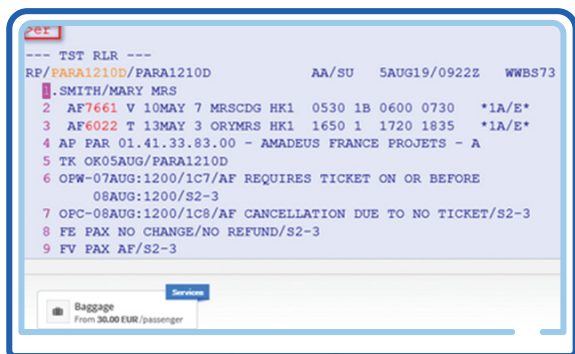 --- TST RLR ---
RP/PARA1210D/PARA1210D AA/SU 5AUG19/0922Z WWBS73
1.SMITH/MARY MRS
2 AF7661 V 10MAY 7 MRSCDG HK1 0530 1B 0600 0730 *1A/E*
3 AF6022 T 13MAY 3 ORYMRS HK1 1650 1 1720 1835 *1A/E*
4 AP PAR 01.41.33.83.00 - AMADEUS FRANCE PROJETS - A
5 TK OK05AUG/PARA1210D
6 OPW-07AUG:1200/1C7/AF REQUIRES TICKET ON OR BEFORE
08AUG:1200/S2-3
7 OPC-08AUG:1200/1C8/AF CANCELLATION DUE TO NO TICKET/S2-3
8 FE PAX NO CHANGE/NO REFUND/S2-3
9 FV PAX AF/S2-3
Services
Baggage
From 30.00 EUR/passenger